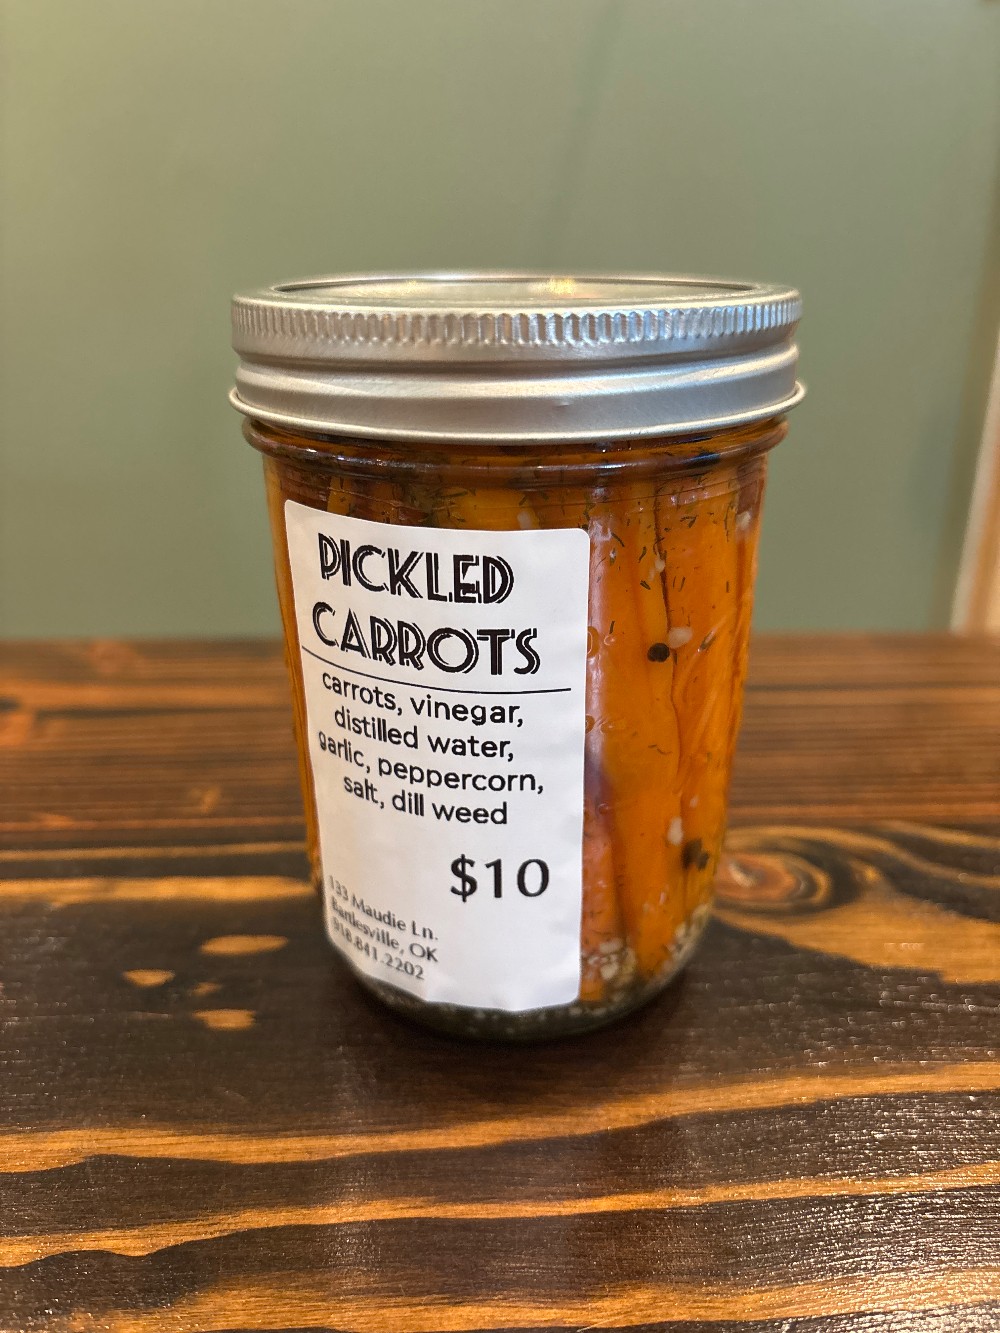 PICKLED
CARROTS
carrots, vinegar,
distilled water,
garlic, peppercorn,
salt, dill weed
$10
133 Maudie Ln.
Bartlesville, OK
918.841.2202